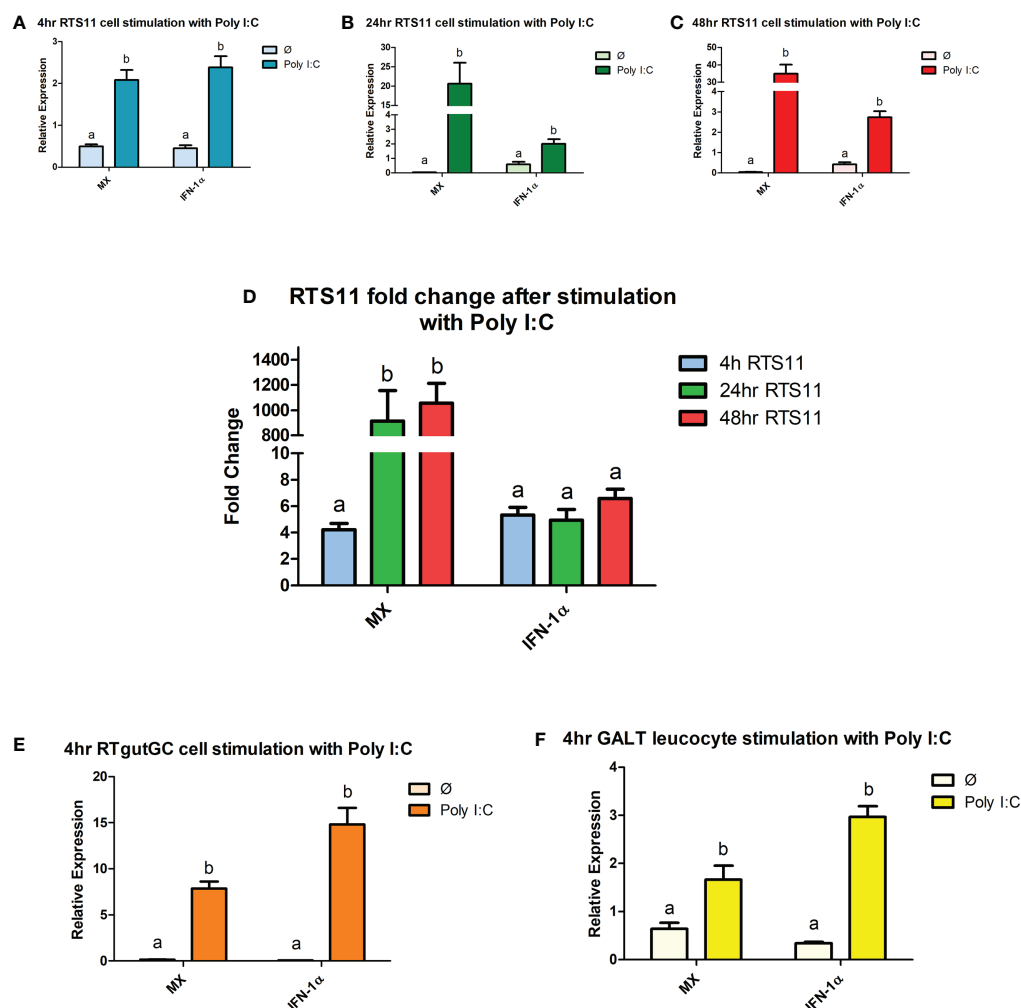 A 4hr RTS11 cell stimulation with Poly I:C
Relative Expression
3
2
1
0
a
b
a
b
MX
IFN-1α
Ø
Poly I:C
B 24hr RTS11 cell stimulation with Poly I:C
Relative Expression
30
25
20
15
10
4
3
2
1
0
a
b
a
b
MX
IFN-1α
Ø
Poly I:C
C 48hr RTS11 cell stimulation with Poly I:C
Relative Expression
50
40
30
20
10
3
2
1
0
a
b
a
b
MX
IFN-1α
Ø
Poly I:C
D RTS11 fold change after stimulation
with Poly I:C
Fold Change
1400
1200
1000
800
10
8
6
4
2
0
a
b
b
a
a
a
MX
IFN-1α
4h RTS11
24hr RTS11
48hr RTS11
E 4hr RTgutGC cell stimulation with Poly I:C
Relative Expression
20
15
10
5
0
a
b
a
b
MX
IFN-1α
Ø
Poly I:C
F 4hr GALT leucocyte stimulation with Poly I:C
Relative Expression
4
3
2
1
0
a
b
a
b
MX
IFN-1α
Ø
Poly I:C